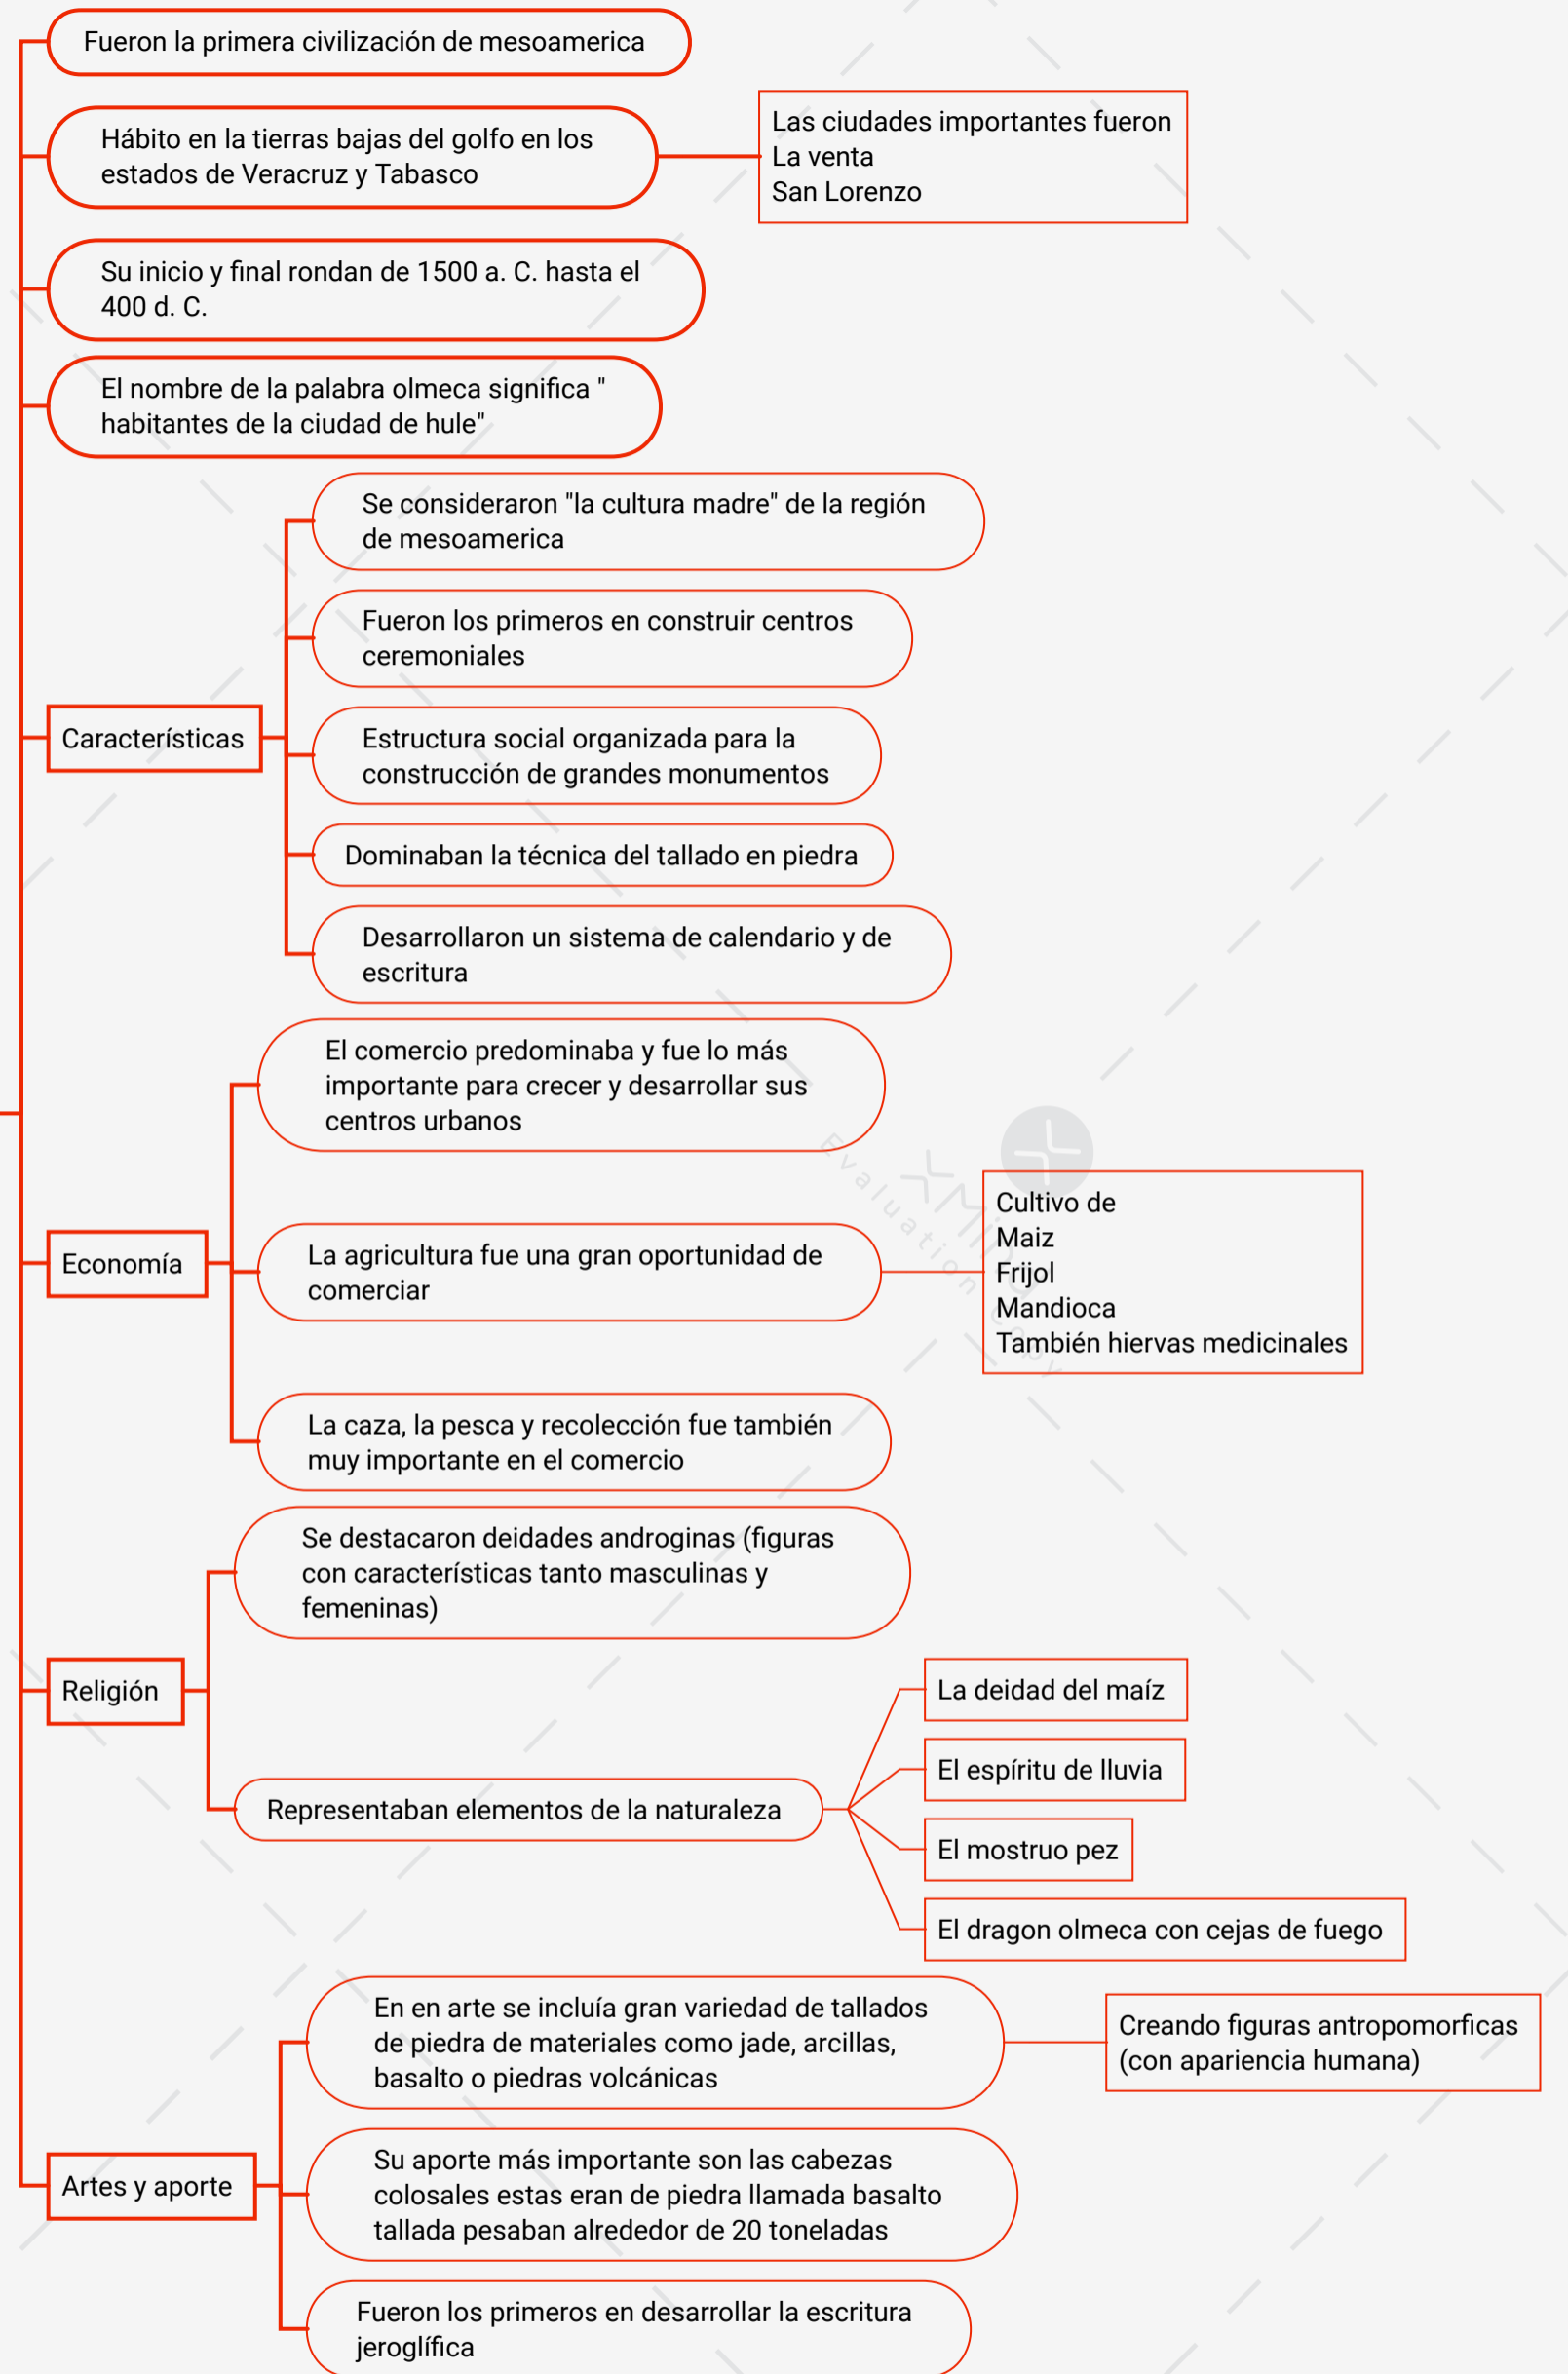 Fueron la primera civilización de mesoamerica
Hábito en la tierras bajas del golfo en los
estados de Veracruz y Tabasco
Las ciudades importantes fueron
La venta
San Lorenzo
Su inicio y final rondan de 1500 a. C. hasta el
400 d. C.
El nombre de la palabra olmeca significa "
habitantes de la ciudad de hule"
Características
Se consideraron "la cultura madre" de la región
de mesoamerica
Fueron los primeros en construir centros
ceremoniales
Estructura social organizada para la
construcción de grandes monumentos
Dominaban la técnica del tallado en piedra
Desarrollaron un sistema de calendario y de
escritura
Economía
El comercio predominaba y fue lo más
importante para crecer y desarrollar sus
centros urbanos
La agricultura fue una gran oportunidad de
comerciar
Cultivo de
Maiz
Frijol
Mandioca
También hiervas medicinales
La caza, la pesca y recolección fue también
muy importante en el comercio
Religión
Se destacaron deidades androginas (figuras
con características tanto masculinas y
femeninas)
Representaban elementos de la naturaleza
La deidad del maíz
El espíritu de lluvia
El mostruo pez
El dragon olmeca con cejas de fuego
Artes y aporte
En en arte se incluía gran variedad de tallados
de piedra de materiales como jade, arcillas,
basalto o piedras volcánicas
Creando figuras antropomorficas
(con apariencia humana)
Su aporte más importante son las cabezas
colosales estas eran de piedra llamada basalto
tallada pesaban alrededor de 20 toneladas
Fueron los primeros en desarrollar la escritura
jeroglífica
XMind
Evaluation Copy